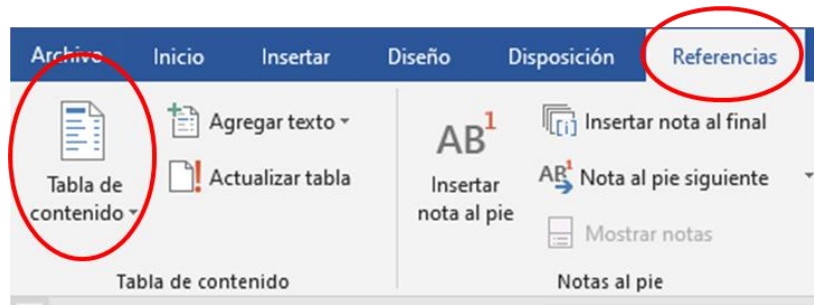 Archivo Inicio Insertar Diseño Disposición Referencias
Tabla de
contenido
Agregar texto
Actualizar tabla
Tabla de contenido
AB1
Insertar
nota al pie
[i] Insertar nota al final
AB1 Nota al pie siguiente
Mostrar notas
Notas al pie